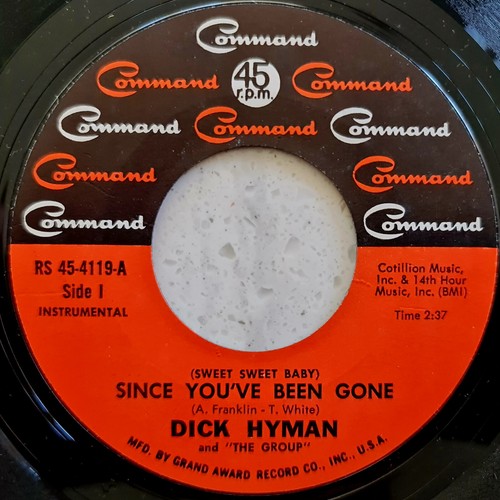 Command
Command 45 r.p.m. Command
Command Command Command
Command Command
Command Command
RS 45-4119-A
Side 1
INSTRUMENTAL
Cotillion Music,
Inc. & 14th Hour
Music, Inc. (BMI)
Time 2:37
(SWEET SWEET BABY)
SINCE YOU'VE BEEN GONE
(A. Franklin - T. White)
DICK HYMAN
and "THE GROUP"
MFD. BY GRAND AWARD RECORD CO., INC., U.S.A.